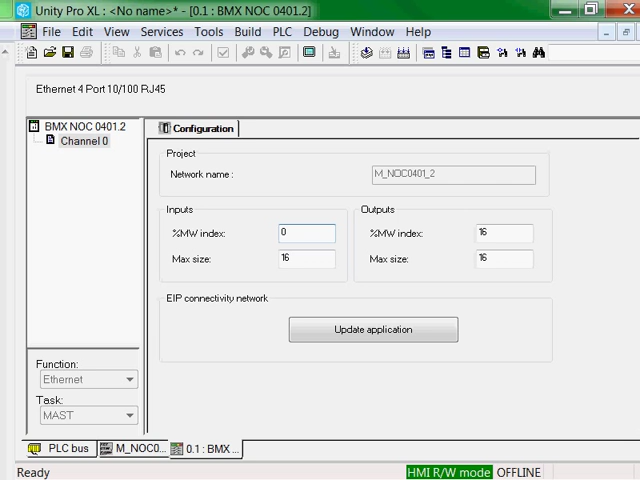 Unity Pro XL : <No name>* - [0.1 : BMX NOC 0401.2]
File Edit View Services Tools Build PLC Debug Window Help
Ethernet 4 Port 10/100 RJ45
BMX NOC 0401.2
Channel 0
Configuration
Project
Network name :
M_NOC0401_2
Inputs
Outputs
%MW index:
0
%MW index:
16
Max size:
16
Max size:
16
EIP connectivity network
Update application
Function:
Ethernet
Task:
MAST
PLC bus
M_NOC0...
0.1 : BMX ...
Ready
HMI R/W mode
OFFLINE